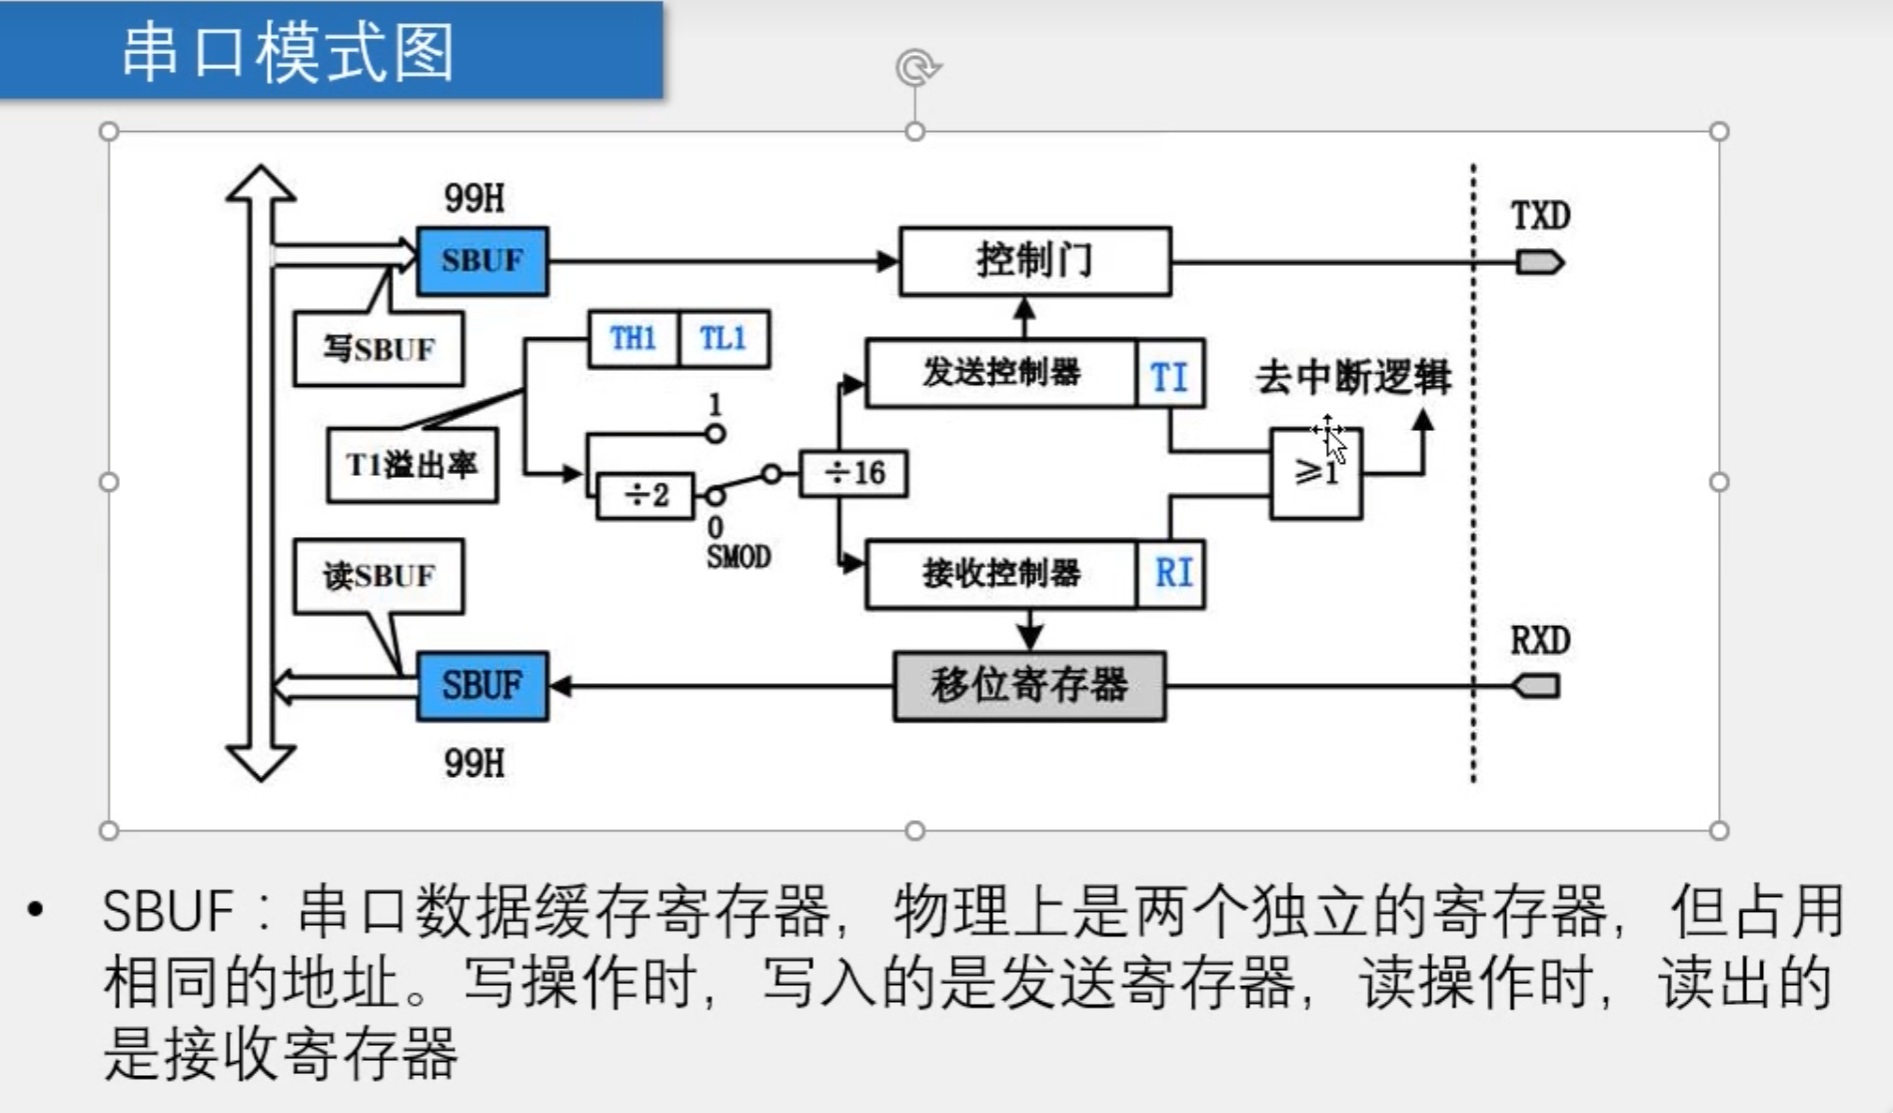 串口模式图
99H
TXD
SBUF
控制门
写SBUF
TH1
TL1
发送控制器
TI
去中断逻辑
1
T1溢出率
÷2
÷16
≥1
0
SMOD
读SBUF
接收控制器
RI
RXD
SBUF
移位寄存器
99H
• SBUF：串口数据缓存寄存器，物理上是两个独立的寄存器，但占用
相同的地址。写操作时，写入的是发送寄存器，读操作时，读出的
是接收寄存器